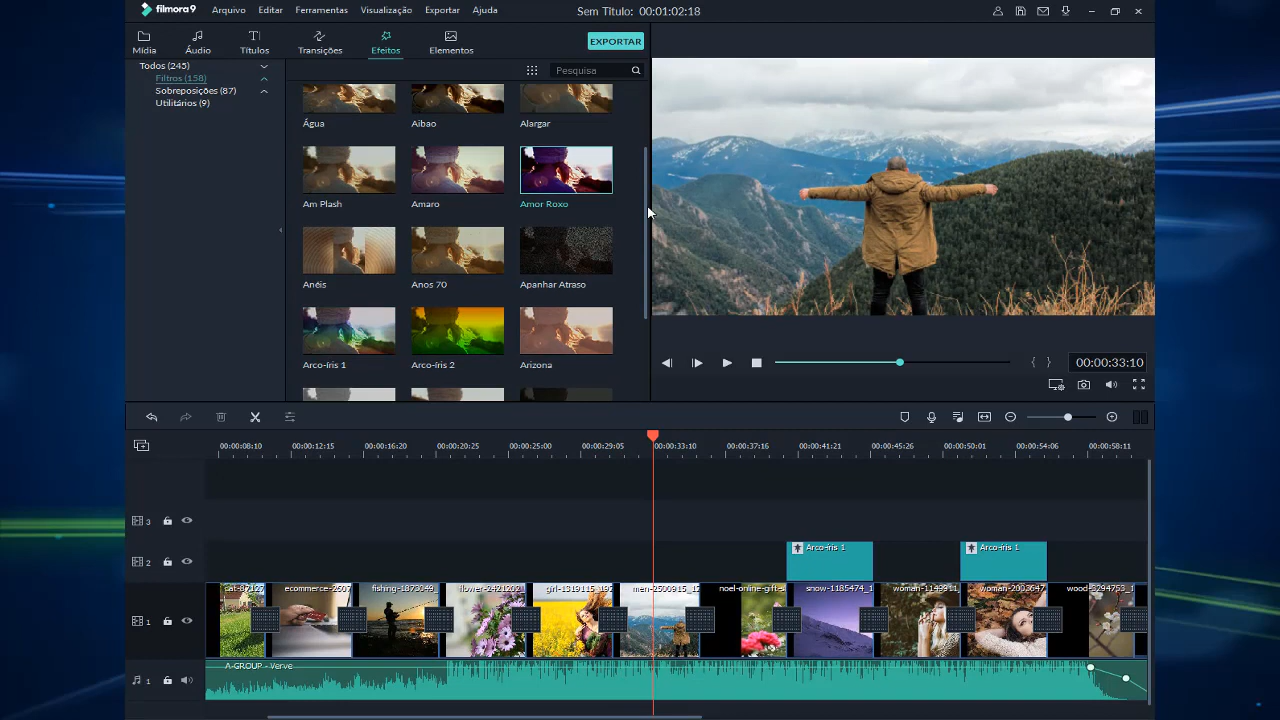 filmora9
Arquivo Editar Ferramentas Visualização Exportar Ajuda
Sem Título: 00:01:02:18
Mídia Áudio Títulos Transições Efeitos Elementos
EXPORTAR
Todos (245)
Filtros (158)
Sobreposições (87)
Utilitários (9)
Pesquisa
Água Aibao Alargar
Am Plash Amaro Amor Roxo
Anéis Anos 70 Apanhar Atraso
Arco-íris 1 Arco-íris 2 Arizona
00:00:33:10
00:00:08:10 00:00:12:15 00:00:16:20 00:00:20:25 00:00:25:00 00:00:29:05 00:00:33:10 00:00:37:16 00:00:41:21 00:00:45:26 00:00:50:01 00:00:54:06 00:00:58:11
3
2
Arco-íris 1 Arco-íris 1
1
ecommerce-2607 fishing-1873349_ girl-1319115_192 men-2500915_13 noel-online-gift-s snow-1185474_1 woman-2003647
A-GROUP - Verve
1